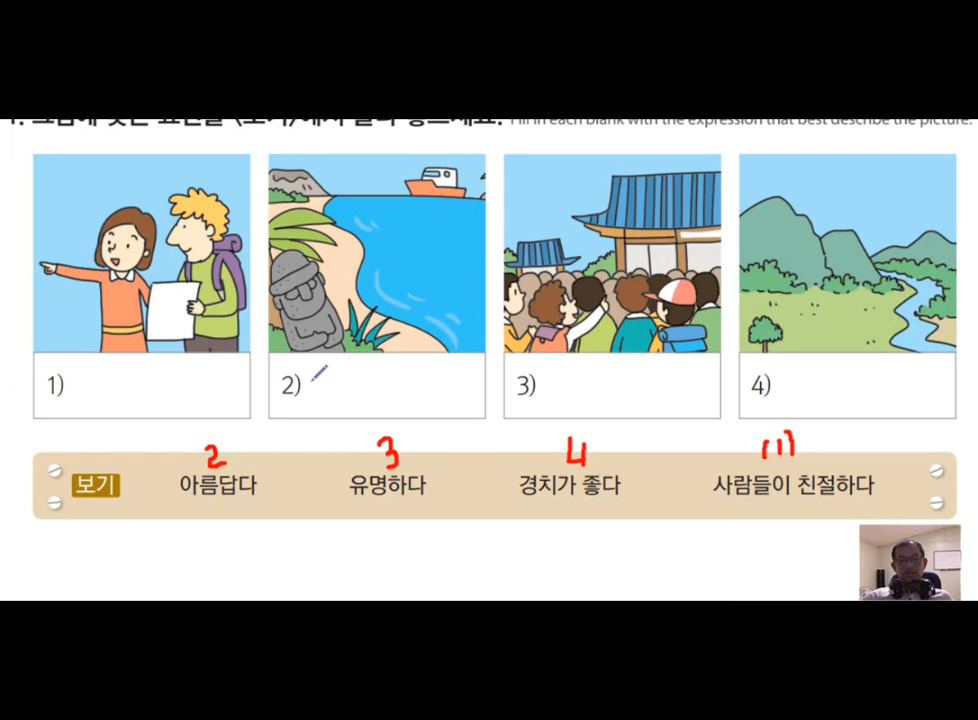 Fill in each blank with the expression that best describe the picture.
1)
2)
3)
4)
2 3 4 (1)
보기 아름답다 유명하다 경치가 좋다 사람들이 친절하다